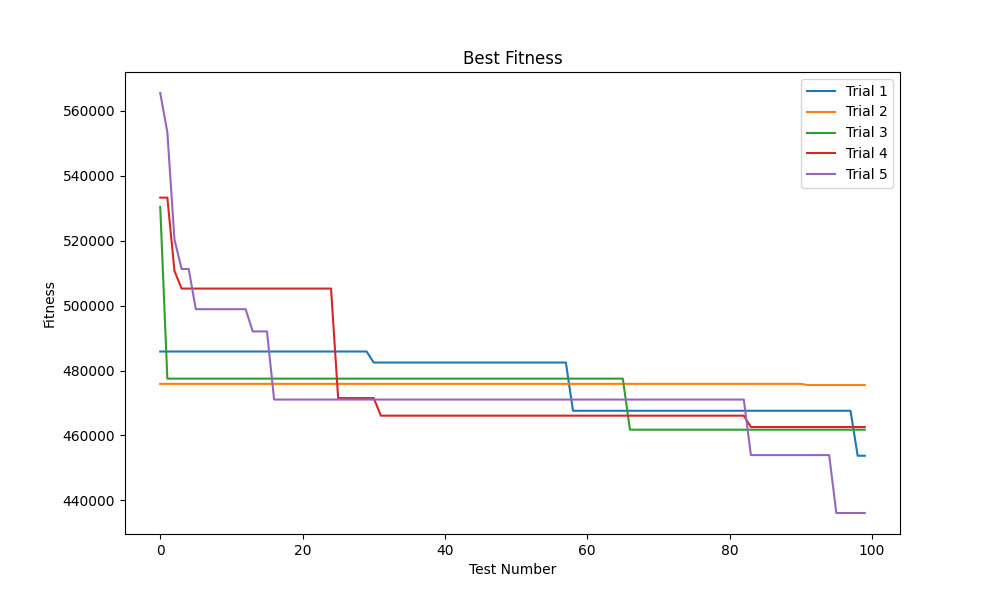 Best Fitness
Trial 1
Trial 2
Trial 3
Trial 4
Trial 5
Fitness
560000
540000
520000
500000
480000
460000
440000
0 20 40 60 80 100
Test Number